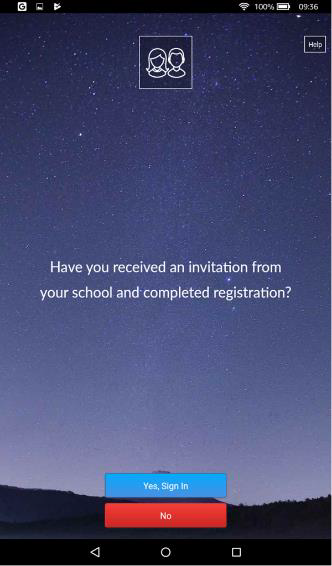 G
100%
09:36
Help
Have you received an invitation from
your school and completed registration?
Yes, Sign In
No